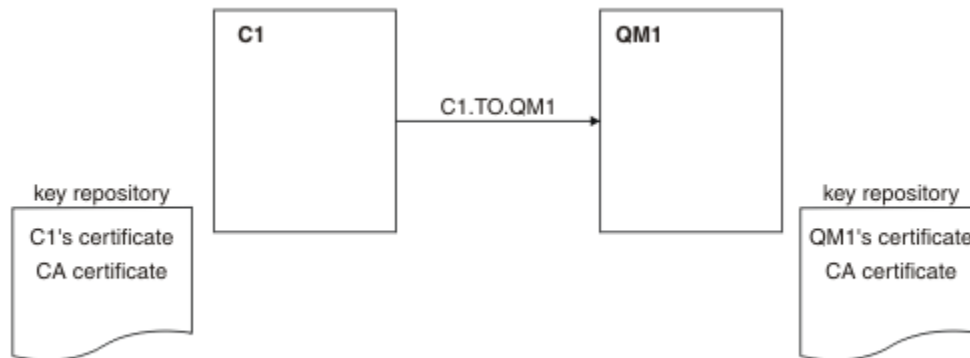 C1
QM1
C1.TO.QM1
key repository
C1's certificate
CA certificate
key repository
QM1's certificate
CA certificate